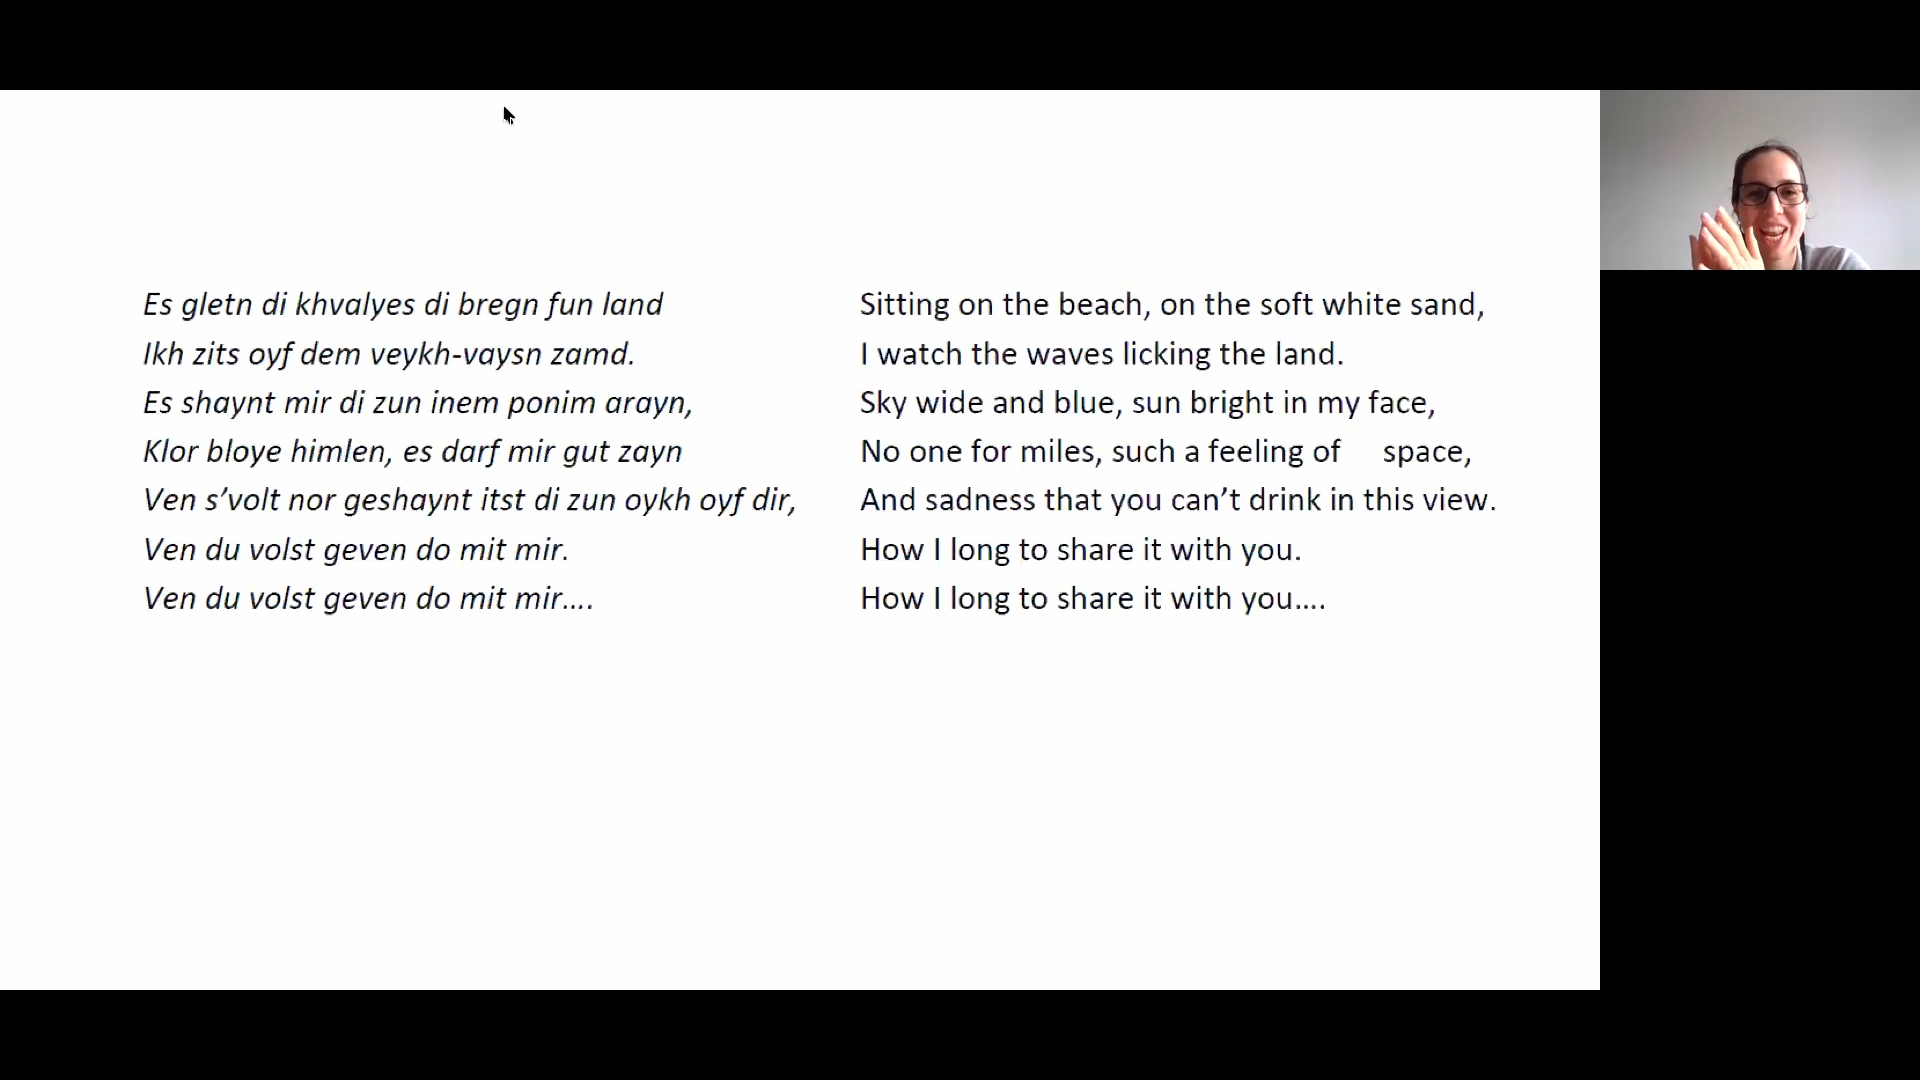 Es gletn di khvalyes di bregn fun land
Ikh zits oyf dem veykh-vaysn zamd.
Es shaynt mir di zun inem ponim arayn,
Klor bloye himlen, es darf mir gut zayn
Ven s’volt nor geshaynt itst di zun oykh oyf dir,
Ven du volst geven do mit mir.
Ven du volst geven do mit mir....
Sitting on the beach, on the soft white sand,
I watch the waves licking the land.
Sky wide and blue, sun bright in my face,
No one for miles, such a feeling of space,
And sadness that you can’t drink in this view.
How I long to share it with you.
How I long to share it with you....